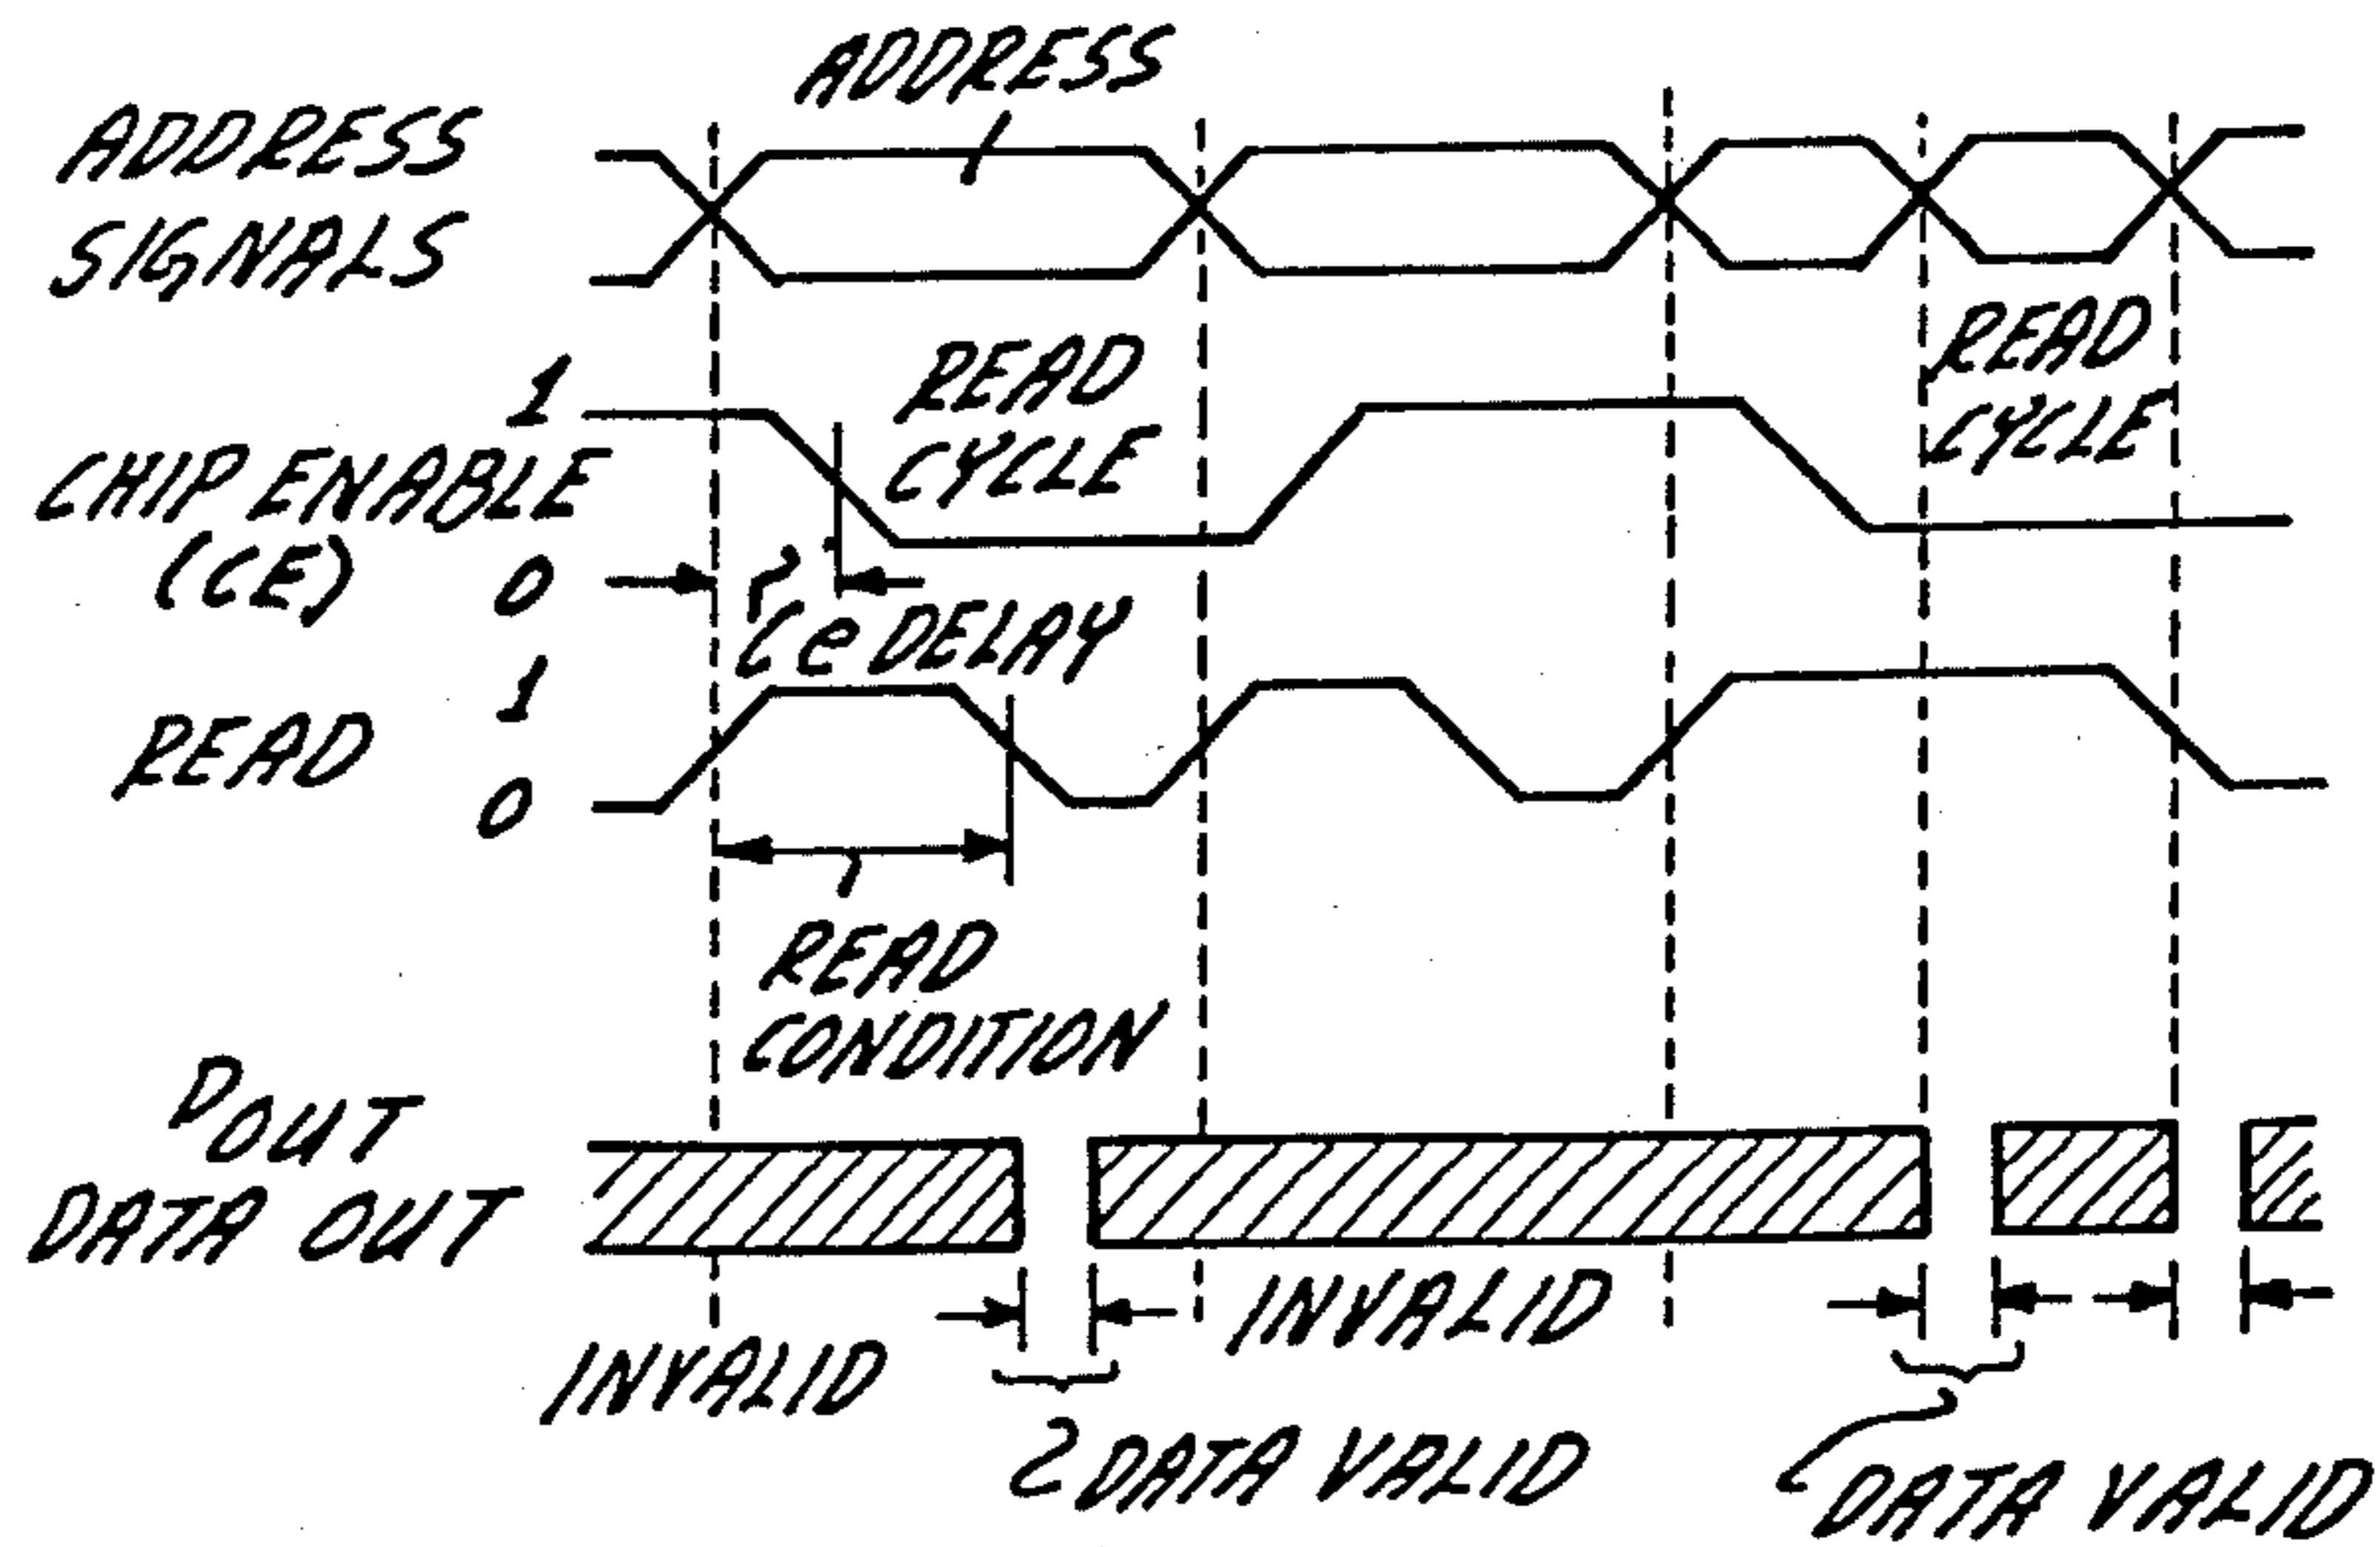 ADDRESS
ADDRESS
SIGNALS
READ
CYCLE
READ
CYCLE
1
CHIP ENABLE
(CE)
0
Ce DELAY
1
READ
0
READ
CONDITION
DOUT
DATA OUT
INVALID
INVALID
DATA VALID
DATA VALID